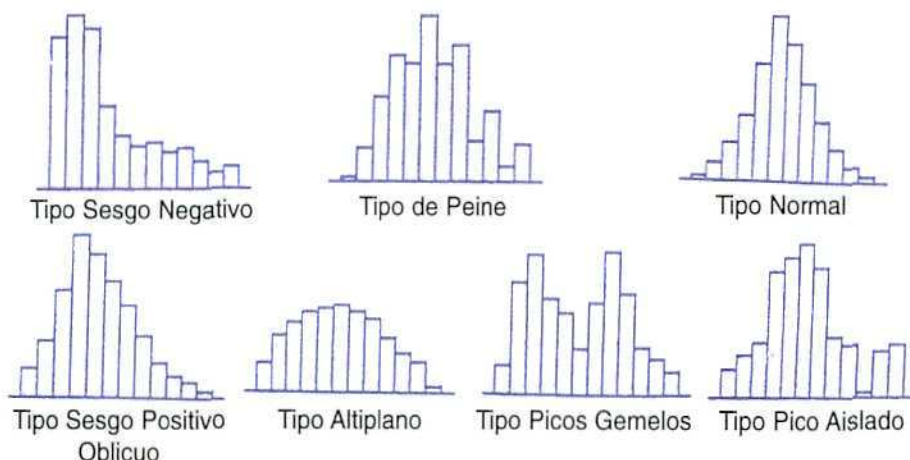 Tipo Sesgo Negativo
Tipo de Peine
Tipo Normal
Tipo Sesgo Positivo
Oblicuo
Tipo Altiplano
Tipo Picos Gemelos
Tipo Pico Aislado